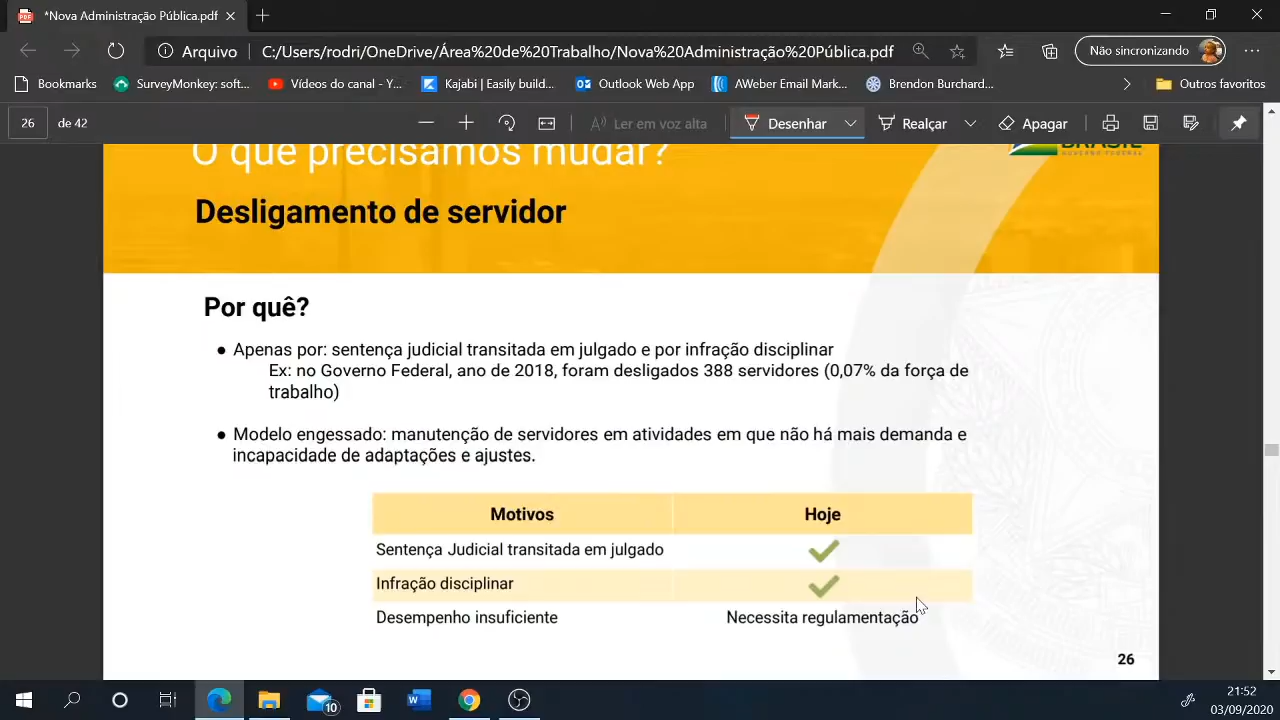 *Nova Administração Pública.pdf
Arquivo
C:/Users/rodri/OneDrive/Área%20de%20Trabalho/Nova%20Administração%20Pública.pdf
Não sincronizando
Bookmarks
SurveyMonkey: soft...
Vídeos do canal - Y...
Kajabi | Easily build...
Outlook Web App
AWeber Email Mark...
Brendon Burchard...
Outros favoritos
26 de 42
Ler em voz alta
Desenhar
Realçar
Apagar
O que precisamos mudar?
BRASIL
Desligamento de servidor
Por quê?
● Apenas por: sentença judicial transitada em julgado e por infração disciplinar
Ex: no Governo Federal, ano de 2018, foram desligados 388 servidores (0,07% da força de
trabalho)
● Modelo engessado: manutenção de servidores em atividades em que não há mais demanda e
incapacidade de adaptações e ajustes.
Motivos Hoje
Sentença Judicial transitada em julgado
Infração disciplinar
Desempenho insuficiente Necessita regulamentação
26
10
21:52
03/09/2020